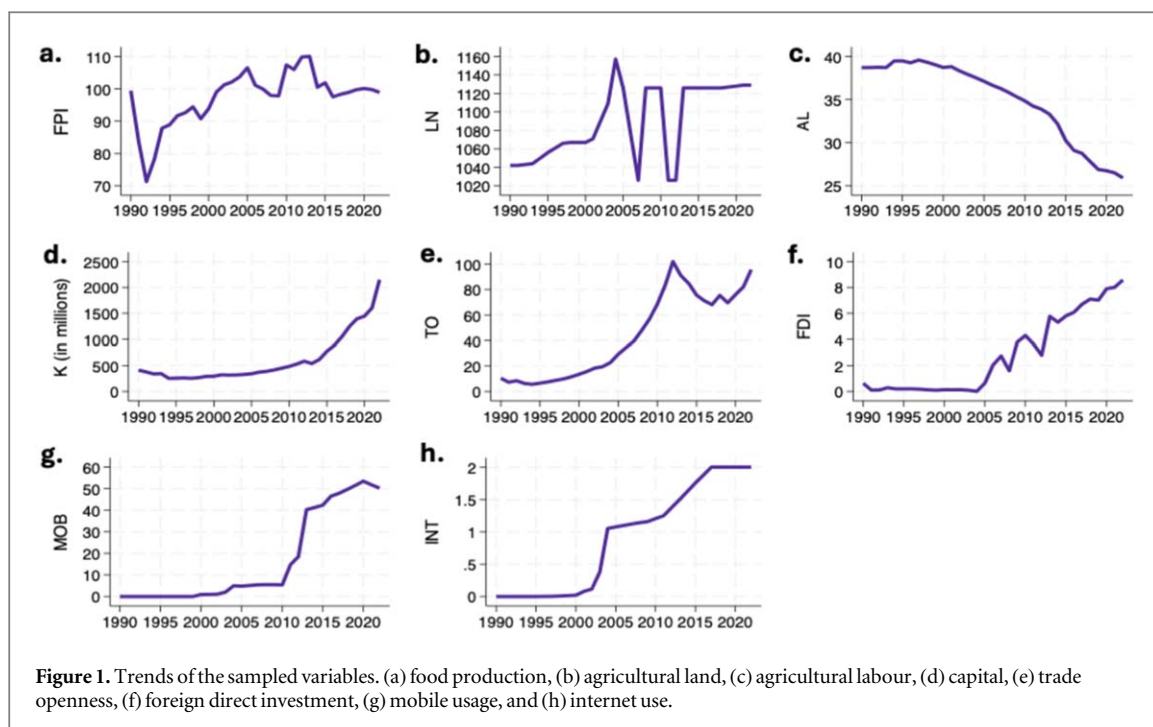 a.
FPI
110
100
90
80
70
1990 1995 2000 2005 2010 2015 2020
b.
LN
1160
1140
1120
1100
1080
1060
1040
1020
1990 1995 2000 2005 2010 2015 2020
c.
AL
40
35
30
25
1990 1995 2000 2005 2010 2015 2020
d.
K (in millions)
2500
2000
1500
1000
500
0
1990 1995 2000 2005 2010 2015 2020
e.
TO
100
80
60
40
20
0
1990 1995 2000 2005 2010 2015 2020
f.
FDI
10
8
6
4
2
0
1990 1995 2000 2005 2010 2015 2020
g.
MOB
60
50
40
30
20
10
0
1990 1995 2000 2005 2010 2015 2020
h.
INT
2
1.5
1
.5
0
1990 1995 2000 2005 2010 2015 2020
Figure 1. Trends of the sampled variables. (a) food production, (b) agricultural land, (c) agricultural labour, (d) capital, (e) trade
openness, (f) foreign direct investment, (g) mobile usage, and (h) internet use.